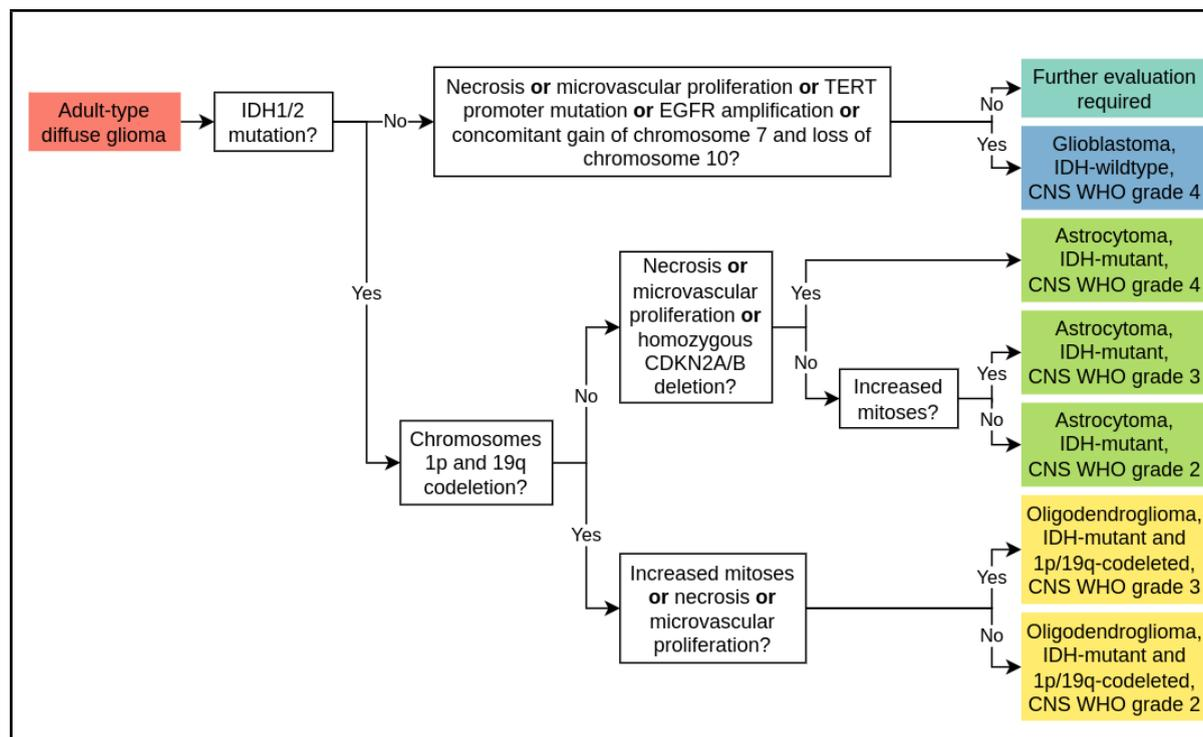 Adult-type
diffuse glioma
IDH1/2
mutation?
No
Necrosis or microvascular proliferation or TERT
promoter mutation or EGFR amplification or
concomitant gain of chromosome 7 and loss of
chromosome 10?
No
Further evaluation
required
Yes
Glioblastoma,
IDH-wildtype,
CNS WHO grade 4
Yes
Chromosomes
1p and 19q
codeletion?
No
Necrosis or
microvascular
proliferation or
homozygous
CDKN2A/B
deletion?
Yes
Astrocytoma,
IDH-mutant,
CNS WHO grade 4
No
Increased
mitoses?
Yes
Astrocytoma,
IDH-mutant,
CNS WHO grade 3
No
Astrocytoma,
IDH-mutant,
CNS WHO grade 2
Yes
Increased mitoses
or necrosis or
microvascular
proliferation?
Yes
Oligodendroglioma,
IDH-mutant and
1p/19q-codeleted,
CNS WHO grade 3
No
Oligodendroglioma,
IDH-mutant and
1p/19q-codeleted,
CNS WHO grade 2